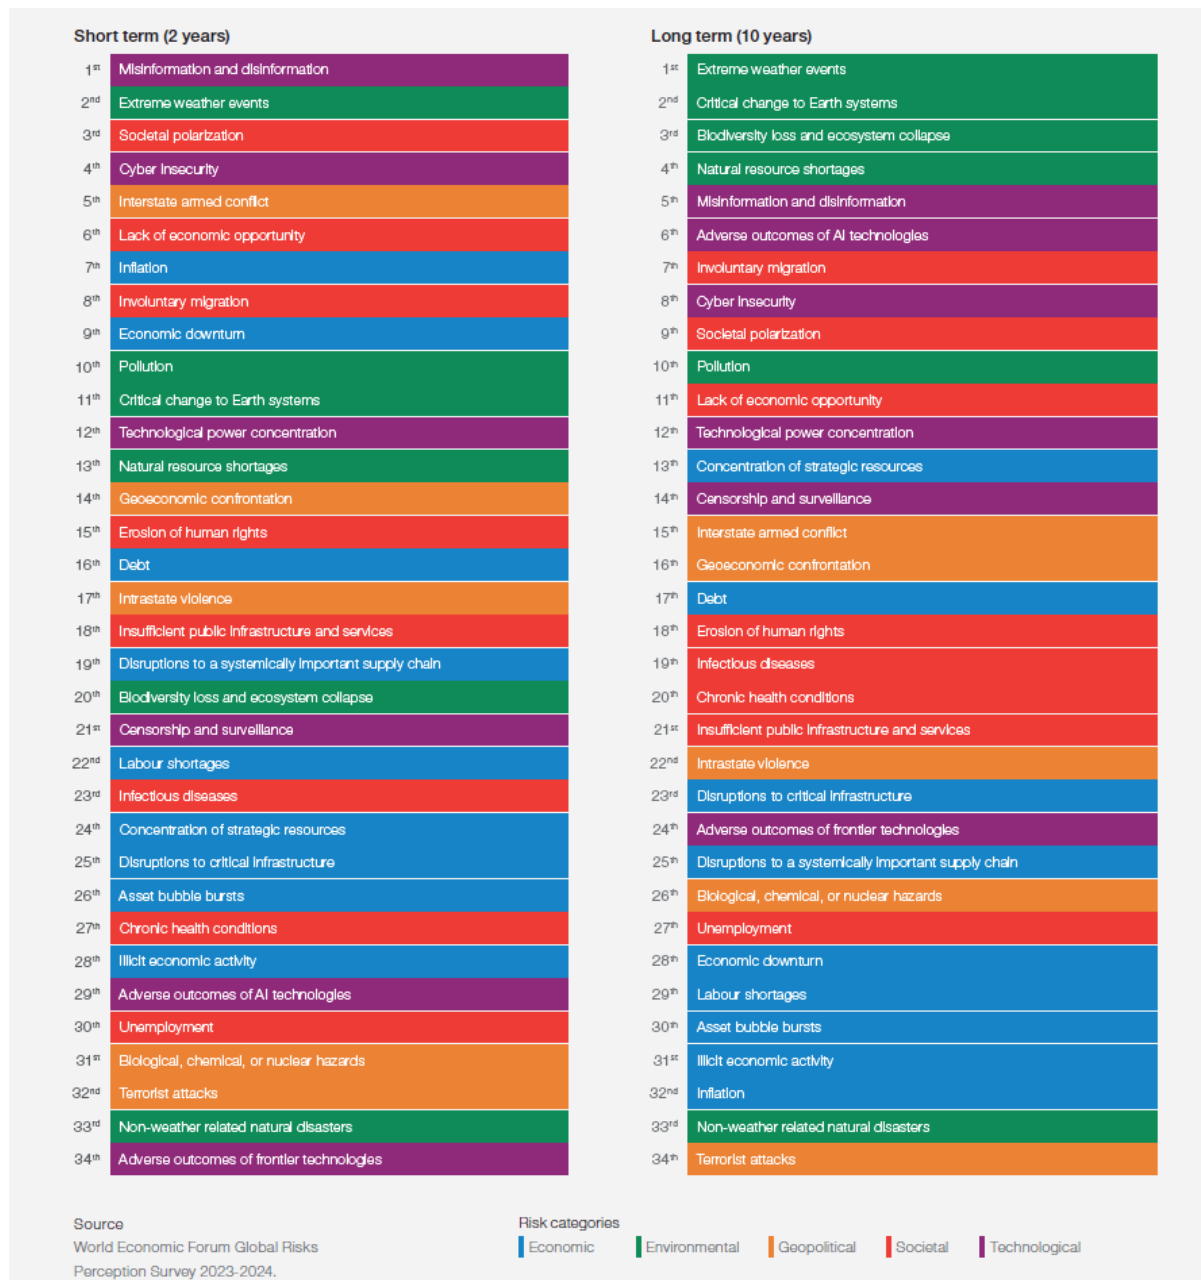 Short term (2 years)
1st Misinformation and disinformation
2nd Extreme weather events
3rd Societal polarization
4th Cyber insecurity
5th Interstate armed conflict
6th Lack of economic opportunity
7th Inflation
8th Involuntary migration
9th Economic downturn
10th Pollution
11th Critical change to Earth systems
12th Technological power concentration
13th Natural resource shortages
14th Geoeconomic confrontation
15th Erosion of human rights
16th Debt
17th Intrastate violence
18th Insufficient public infrastructure and services
19th Disruptions to a systemically important supply chain
20th Biodiversity loss and ecosystem collapse
21st Censorship and surveillance
22nd Labour shortages
23rd Infectious diseases
24th Concentration of strategic resources
25th Disruptions to critical infrastructure
26th Asset bubble bursts
27th Chronic health conditions
28th Illicit economic activity
29th Adverse outcomes of AI technologies
30th Unemployment
31st Biological, chemical, or nuclear hazards
32nd Terrorist attacks
33rd Non-weather related natural disasters
34th Adverse outcomes of frontier technologies
Long term (10 years)
1st Extreme weather events
2nd Critical change to Earth systems
3rd Biodiversity loss and ecosystem collapse
4th Natural resource shortages
5th Misinformation and disinformation
6th Adverse outcomes of AI technologies
7th Involuntary migration
8th Cyber insecurity
9th Societal polarization
10th Pollution
11th Lack of economic opportunity
12th Technological power concentration
13th Concentration of strategic resources
14th Censorship and surveillance
15th Interstate armed conflict
16th Geoeconomic confrontation
17th Debt
18th Erosion of human rights
19th Infectious diseases
20th Chronic health conditions
21st Insufficient public infrastructure and services
22nd Intrastate violence
23rd Disruptions to critical infrastructure
24th Adverse outcomes of frontier technologies
25th Disruptions to a systemically important supply chain
26th Biological, chemical, or nuclear hazards
27th Unemployment
28th Economic downturn
29th Labour shortages
30th Asset bubble bursts
31st Illicit economic activity
32nd Inflation
33rd Non-weather related natural disasters
34th Terrorist attacks
Source
World Economic Forum Global Risks
Perception Survey 2023-2024.
Risk categories
Economic Environmental Geopolitical Societal Technological